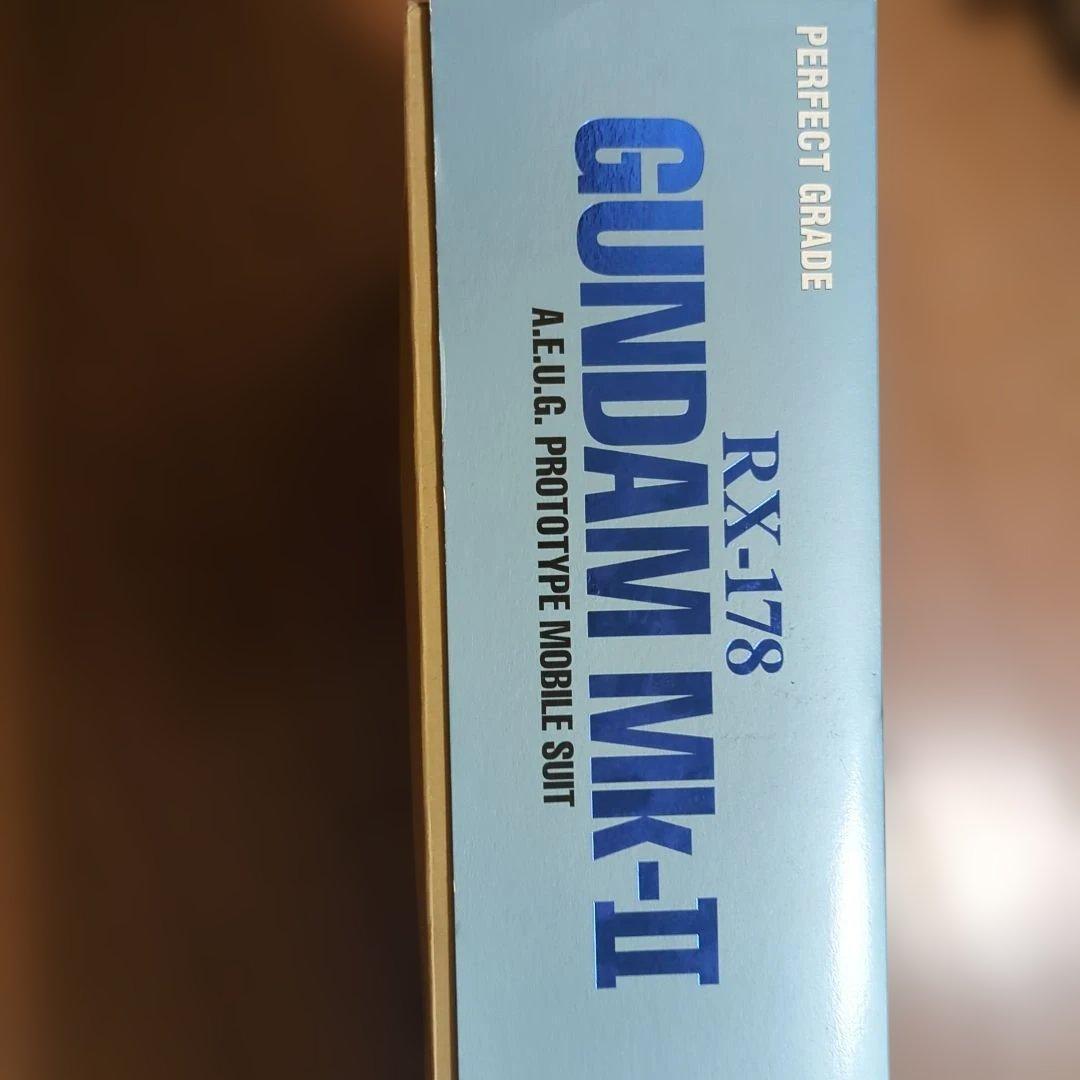 PERFECT GRADE
RX-178
GUNDAM Mk-II
A.E.U.G. PROTOTYPE MOBILE SUIT